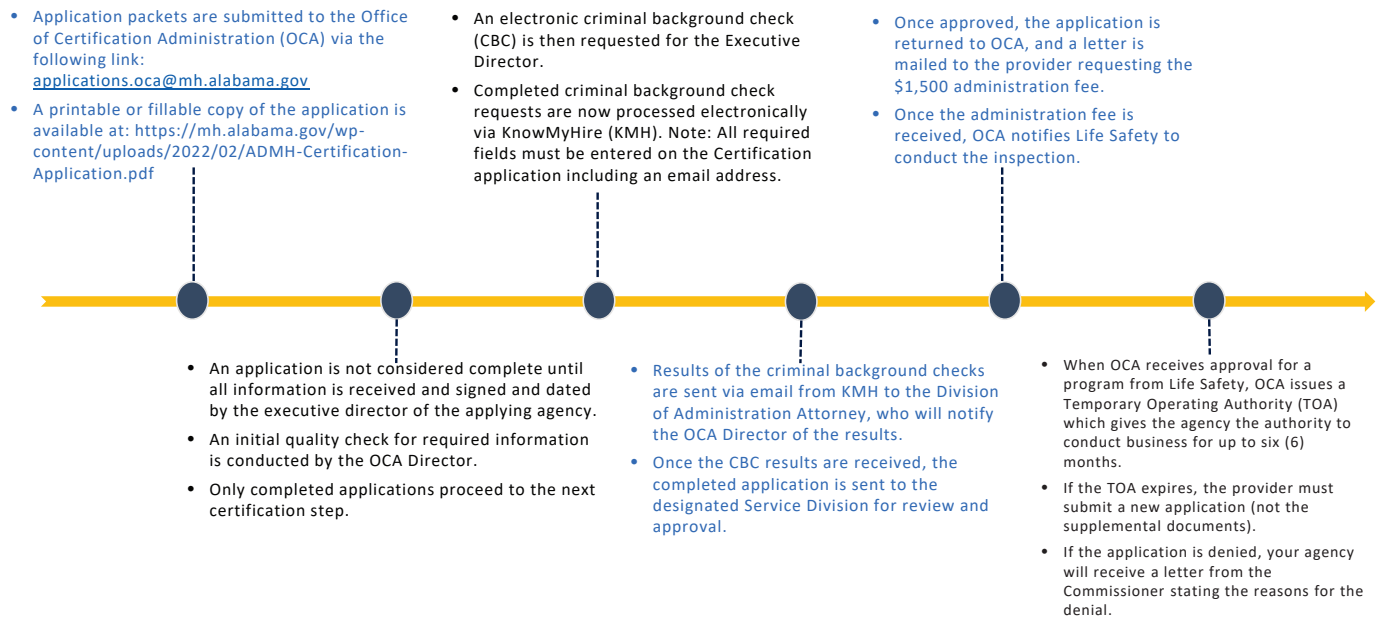 • Application packets are submitted to the Office
of Certification Administration (OCA) via the
following link:
applications.oca@mh.alabama.gov
• A printable or fillable copy of the application is
available at: https://mh.alabama.gov/wp-
content/uploads/2022/02/ADMH-Certification-
Application.pdf
• An application is not considered complete until
all information is received and signed and dated
by the executive director of the applying agency.
• An initial quality check for required information
is conducted by the OCA Director.
• Only completed applications proceed to the next
certification step.
• An electronic criminal background check
(CBC) is then requested for the Executive
Director.
• Completed criminal background check
requests are now processed electronically
via KnowMyHire (KMH). Note: All required
fields must be entered on the Certification
application including an email address.
• Results of the criminal background checks
are sent via email from KMH to the Division
of Administration Attorney, who will notify
the OCA Director of the results.
• Once the CBC results are received, the
completed application is sent to the
designated Service Division for review and
approval.
• Once approved, the application is
returned to OCA, and a letter is
mailed to the provider requesting the
$1,500 administration fee.
• Once the administration fee is
received, OCA notifies Life Safety to
conduct the inspection.
• When OCA receives approval for a
program from Life Safety, OCA issues a
Temporary Operating Authority (TOA)
which gives the agency the authority to
conduct business for up to six (6)
months.
• If the TOA expires, the provider must
submit a new application (not the
supplemental documents).
• If the application is denied, your agency
will receive a letter from the
Commissioner stating the reasons for the
denial.